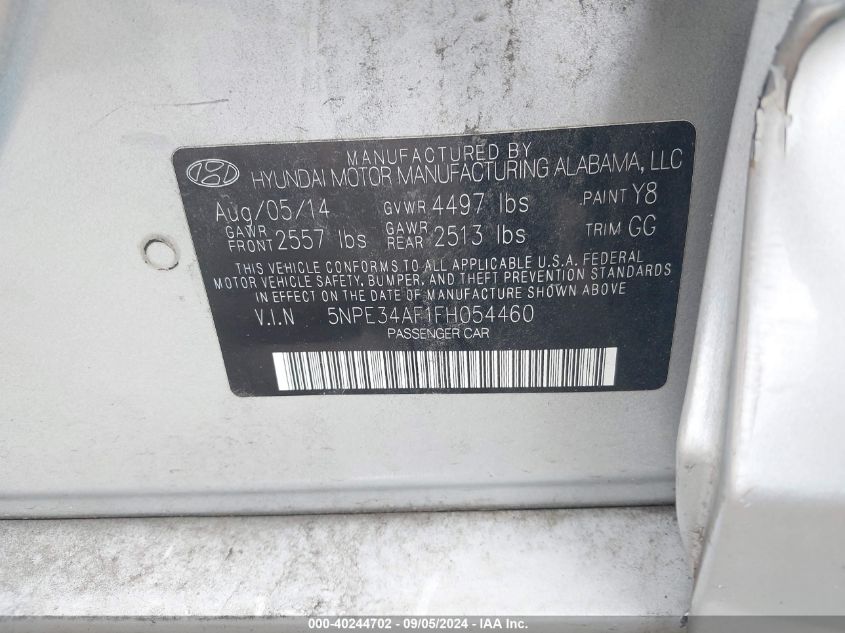 MANUFACTURED BY
HYUNDAI MOTOR MANUFACTURING ALABAMA, LLC
Aug/05/14 GVWR 4497 lbs PAINT Y8
GAWR FRONT 2557 lbs GAWR REAR 2513 lbs TRIM GG
THIS VEHICLE CONFORMS TO ALL APPLICABLE U.S.A. FEDERAL
MOTOR VEHICLE SAFETY, BUMPER, AND THEFT PREVENTION STANDARDS
IN EFFECT ON THE DATE OF MANUFACTURE SHOWN ABOVE
V.I.N 5NPE34AF1FH054460
PASSENGER CAR
000-40244702 - 09/05/2024 - IAA Inc.